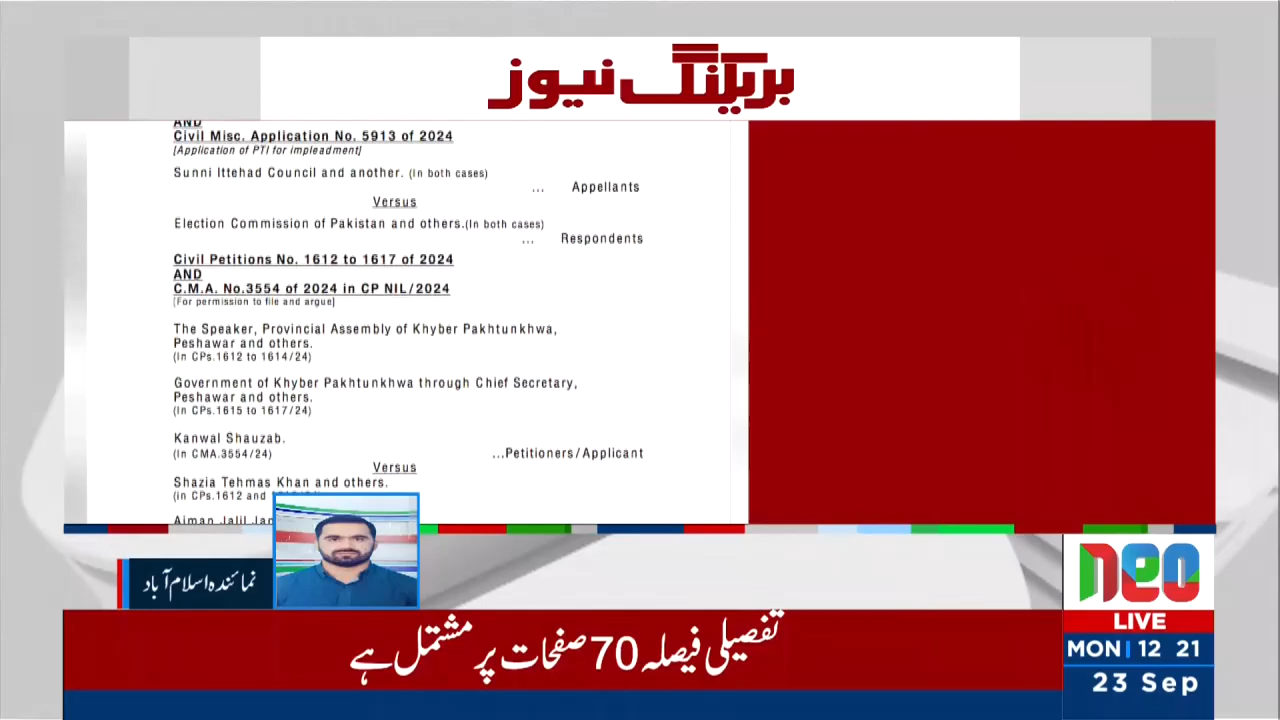 بریکنگ نیوز
AND
Civil Misc. Application No. 5913 of 2024
[Application of PTI for impleadment]
Sunni Ittehad Council and another. (In both cases)
... Appellants
Versus
Election Commission of Pakistan and others.(In both cases)
... Respondents
Civil Petitions No. 1612 to 1617 of 2024
AND
C.M.A. No.3554 of 2024 in CP NIL/2024
[For permission to file and argue]
The Speaker, Provincial Assembly of Khyber Pakhtunkhwa,
Peshawar and others.
(In CPs.1612 to 1614/24)
Government of Khyber Pakhtunkhwa through Chief Secretary,
Peshawar and others.
(In CPs.1615 to 1617/24)
Kanwal Shauzab.
(In CMA.3554/24)
...Petitioners/Applicant
Versus
Shazia Tehmas Khan and others.
(in CPs.1612 and
Aiman Jalil
نمائندہ اسلام آباد
تفصیلی فیصلہ 70 صفحات پر مشتمل ہے
neo
LIVE
MON 12 21
23 Sep